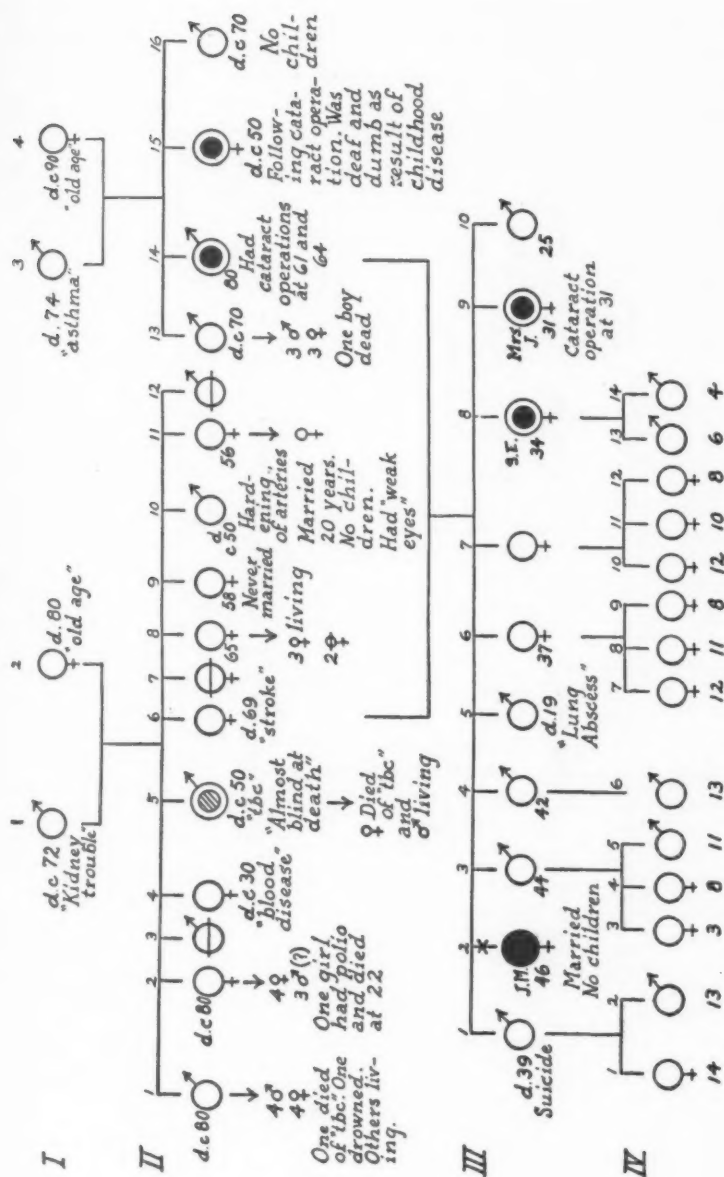 I
1
d.c 72
"Kidney
trouble"
2
d. 80
"old age"
3
d. 74
"asthma"
4
d.c 90
"old age"
II
1
d.c 80
4♂
4♀
One died
of "tbc". One
drowned.
Others liv-
ing.
2
d.c 80
4♀
3♂(?)
One girl
had polio
and died
at 22
3
4
d.c 30
"blood
disease"
5
d.c 50
"tbc"
"Almost
blind at
death"
♀ Died
of "tbc"
and
♂ living
6
d. 69
"stroke"
7
8
65
3♀ living
2
9
58
Never
married
10
d
c 50
Hard-
ening
of arteries
11
56
Married
20 years.
No chil-
dren.
Had "weak
eyes"
12
13
d.c 70
3♂
3♀
One boy
dead
14
80
Had
cataract
operations
at 61 and
64
15
d.c 50
Follow-
ing cata-
ract opera-
tion. Was
deaf and
dumb as
result of
childhood
disease
16
d.c 70
No
chil-
dren
III
1
d. 39
Suicide
2
J.M.
46
Married
No children
3
44
4
42
5
d. 19
"Lung
Abscess"
6
37
7
8
34
9
Mrs
J.
31
Cataract
operation
at 31
10
25
IV
1
14
2
13
3
3
4
8
5
11
6
13
7
12
8
11
9
8
10
12
11
10
12
8
13
6
14
4